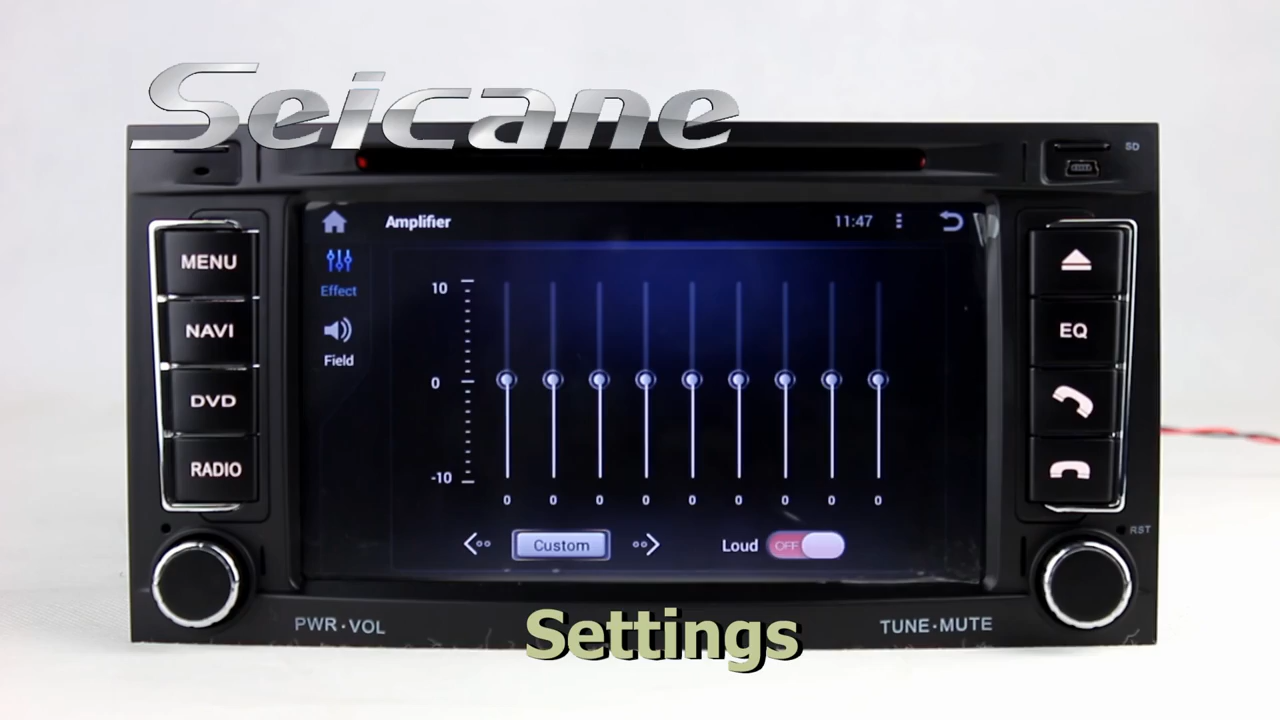 Seicane
SD
Amplifier
11:47
MENU
NAVI
DVD
RADIO
Effect
Field
10
0
-10
0 0 0 0 0 0 0 0 0
Custom
Loud OFF
EQ
RST
PWR·VOL
TUNE·MUTE
Settings